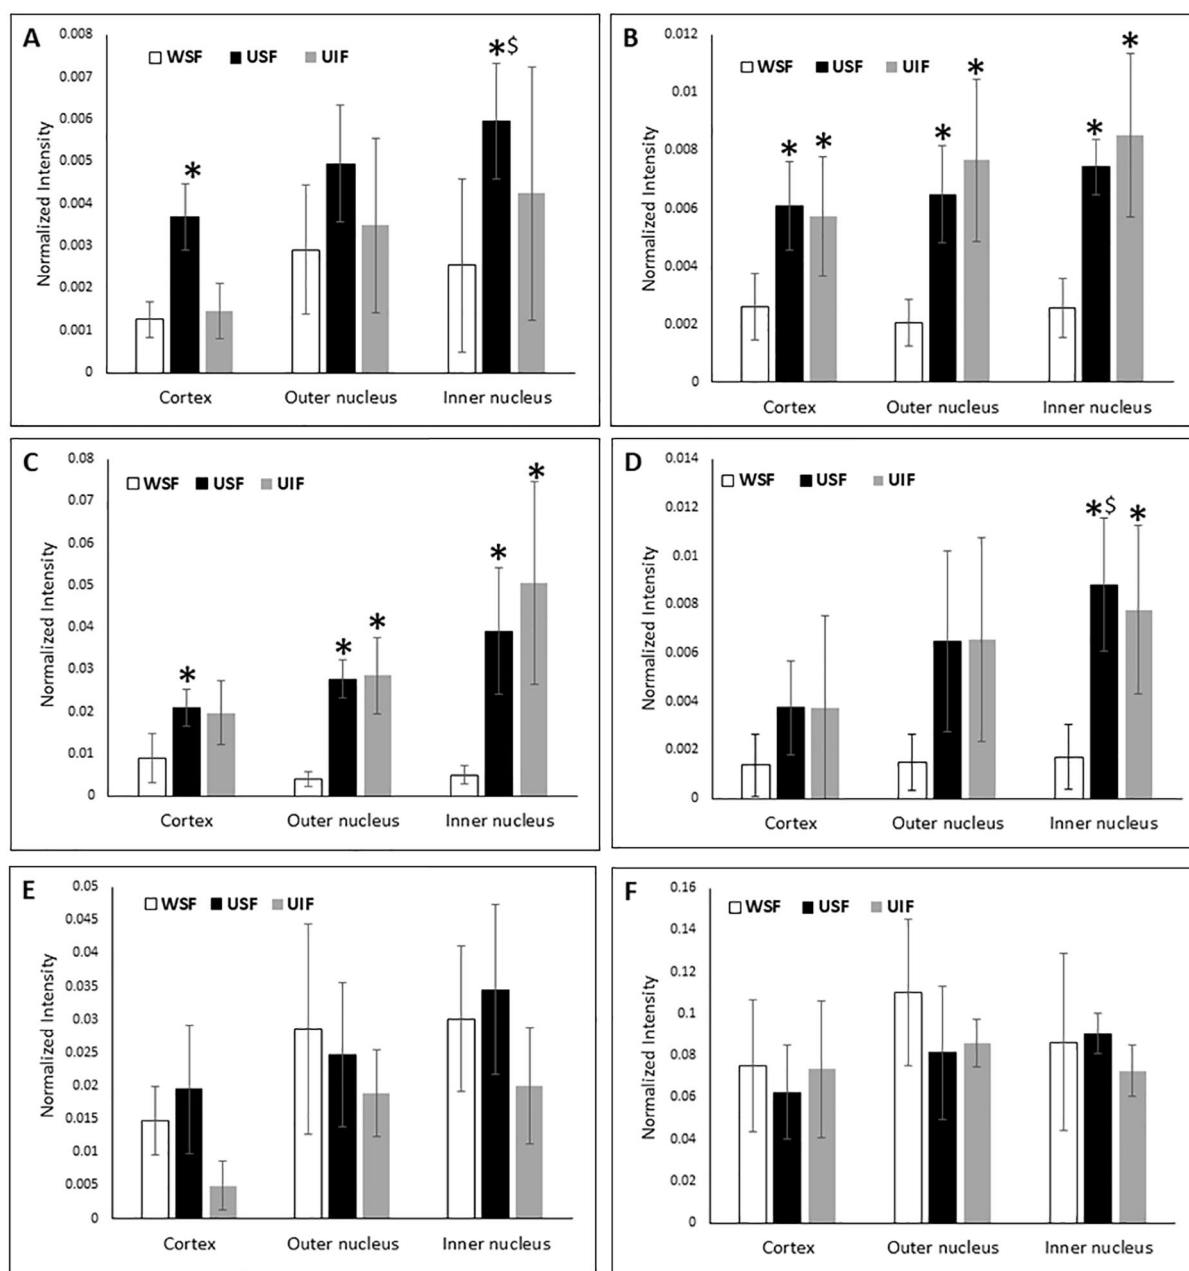 A
WSF USF UIF
Normalized Intensity
0.008
0.007
0.006
0.005
0.004
0.003
0.002
0.001
0
*
*$
Cortex Outer nucleus Inner nucleus
B
WSF USF UIF
Normalized Intensity
0.012
0.01
0.008
0.006
0.004
0.002
0
* *
* *
* *
Cortex Outer nucleus Inner nucleus
C
WSF USF UIF
Normalized Intensity
0.08
0.07
0.06
0.05
0.04
0.03
0.02
0.01
0
*
* *
* *
Cortex Outer nucleus Inner nucleus
D
WSF USF UIF
Normalized Intensity
0.014
0.012
0.01
0.008
0.006
0.004
0.002
0
*$ *
Cortex Outer nucleus Inner nucleus
E
WSF USF UIF
Normalized Intensity
0.05
0.045
0.04
0.035
0.03
0.025
0.02
0.015
0.01
0.005
0
Cortex Outer nucleus Inner nucleus
F
WSF USF UIF
Normalized Intensity
0.16
0.14
0.12
0.1
0.08
0.06
0.04
0.02
0
Cortex Outer nucleus Inner nucleus